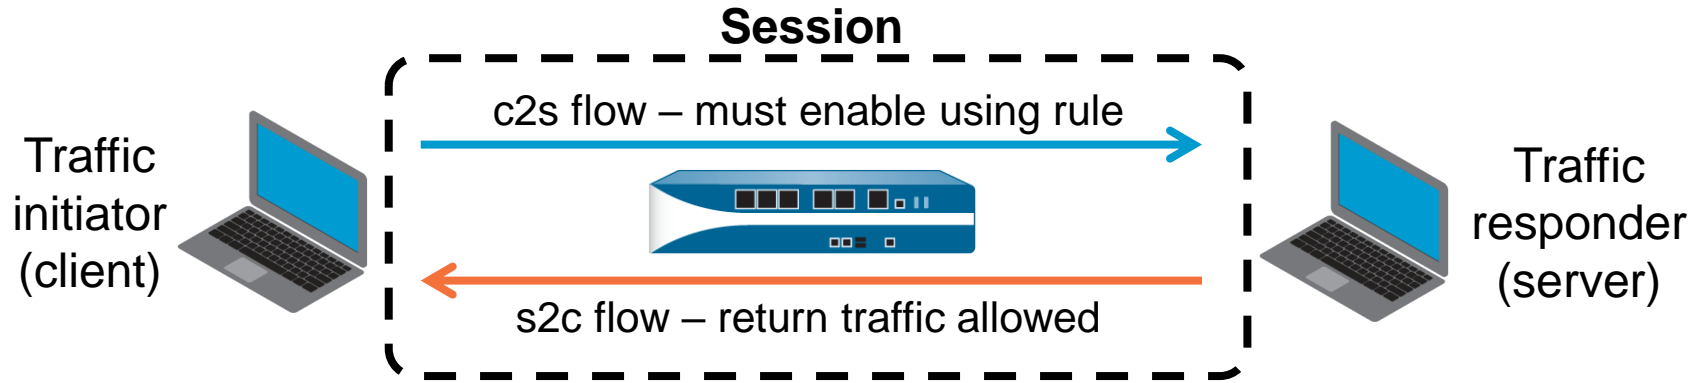 Session
c2s flow – must enable using rule
Traffic
initiator
(client)
Traffic
responder
(server)
s2c flow – return traffic allowed